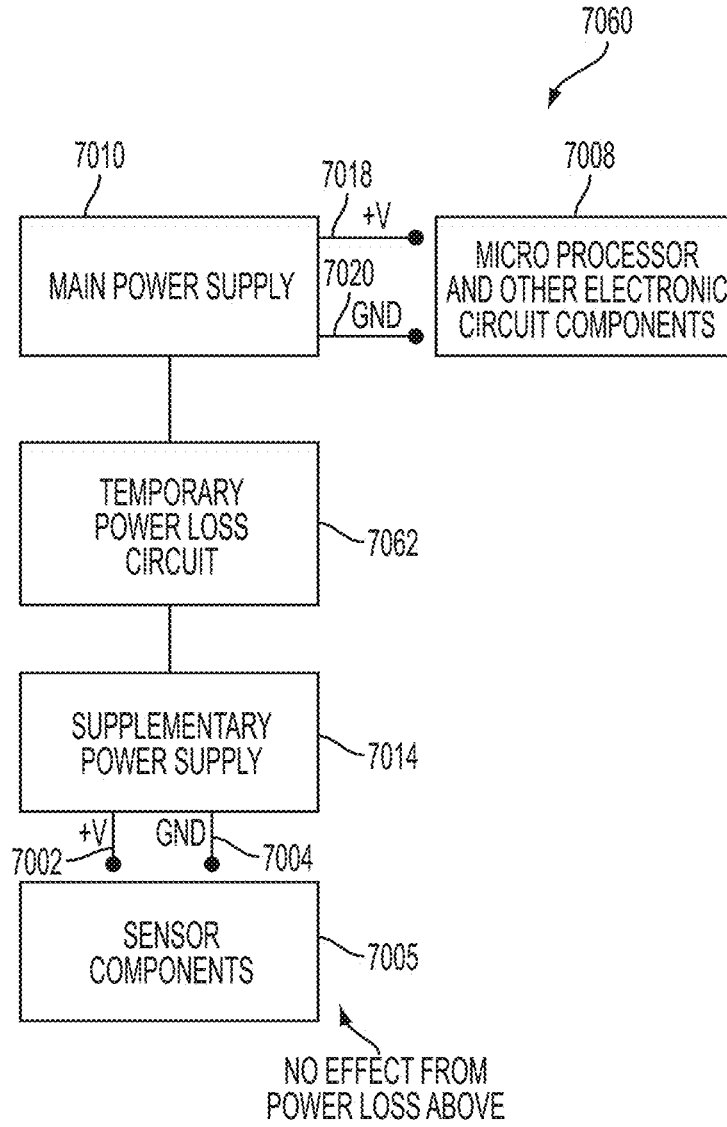 7060
7010
7018
+V
7008
MAIN POWER SUPPLY
7020
GND
MICRO PROCESSOR
AND OTHER ELECTRONIC
CIRCUIT COMPONENTS
TEMPORARY
POWER LOSS
CIRCUIT
7062
SUPPLEMENTARY
POWER SUPPLY
7014
+V
GND
7002
7004
SENSOR
COMPONENTS
7005
NO EFFECT FROM
POWER LOSS ABOVE